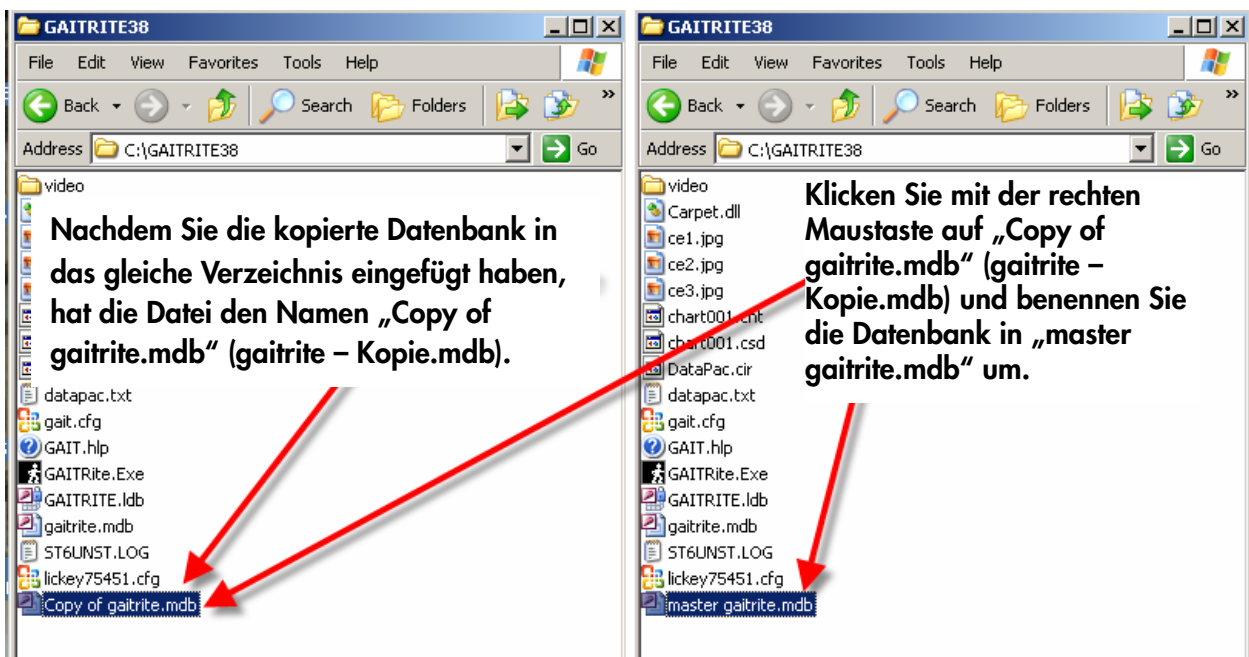 GAITRITE38
File Edit View Favorites Tools Help
Back Search Folders »
Address C:\GAITRITE38 Go
video
Nachdem Sie die kopierte Datenbank in
das gleiche Verzeichnis eingefügt haben,
hat die Datei den Namen „Copy of
gaitrite.mdb“ (gaitrite – Kopie.mdb).
datapac.txt
gait.cfg
GAIT.hlp
GAITRite.Exe
GAITRITE.ldb
gaitrite.mdb
ST6UNST.LOG
lickey75451.cfg
Copy of gaitrite.mdb
GAITRITE38
File Edit View Favorites Tools Help
Back Search Folders »
Address C:\GAITRITE38 Go
video
Carpet.dll
ce1.jpg
ce2.jpg
ce3.jpg
chart001.cht
chart001.csd
DataPac.cir
datapac.txt
gait.cfg
GAIT.hlp
GAITRite.Exe
GAITRITE.ldb
gaitrite.mdb
ST6UNST.LOG
lickey75451.cfg
master gaitrite.mdb
Klicken Sie mit der rechten
Maustaste auf „Copy of
gaitrite.mdb“ (gaitrite –
Kopie.mdb) und benennen Sie
die Datenbank in „master
gaitrite.mdb“ um.